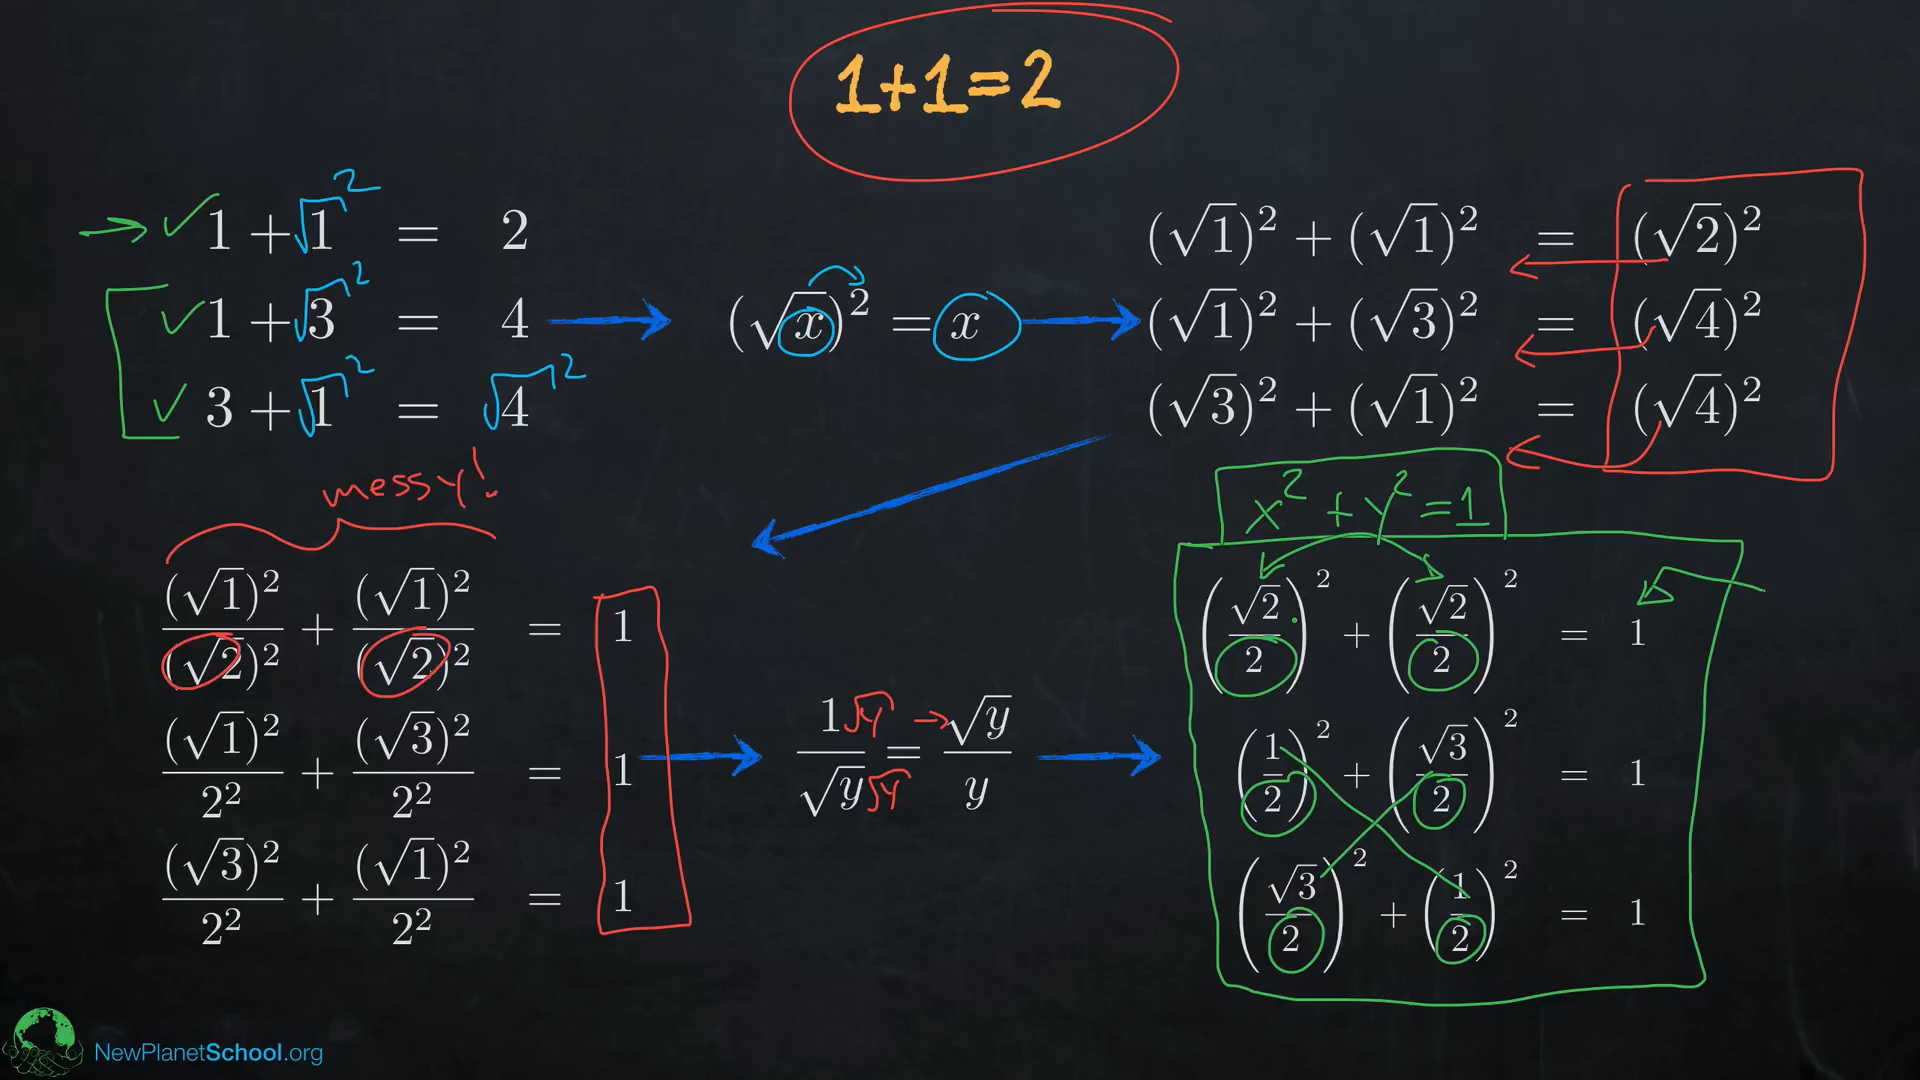 1+1=2
1 + √1² = 2
1 + √3² = 4
3 + √1² = √4²
(√x)² = x
(√1)² + (√1)² = (√2)²
(√1)² + (√3)² = (√4)²
(√3)² + (√1)² = (√4)²
messy!
(√1)²/(√2)² + (√1)²/(√2)² = 1
(√1)²/2² + (√3)²/2² = 1
(√3)²/2² + (√1)²/2² = 1
1√y/√y√y = √y/y
x² + y² = 1
(√2/2)² + (√2/2)² = 1
(1/2)² + (√3/2)² = 1
(√3/2)² + (1/2)² = 1
NewPlanetSchool.org